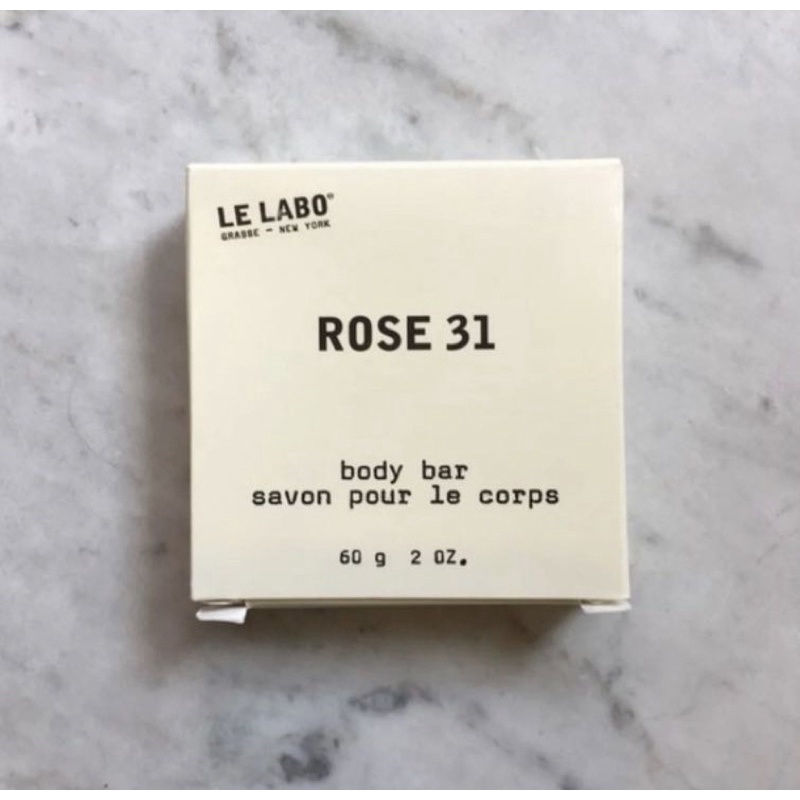 LE LABO®
GRASSE — NEW YORK
ROSE 31
body bar
savon pour le corps
60 g 2 OZ.